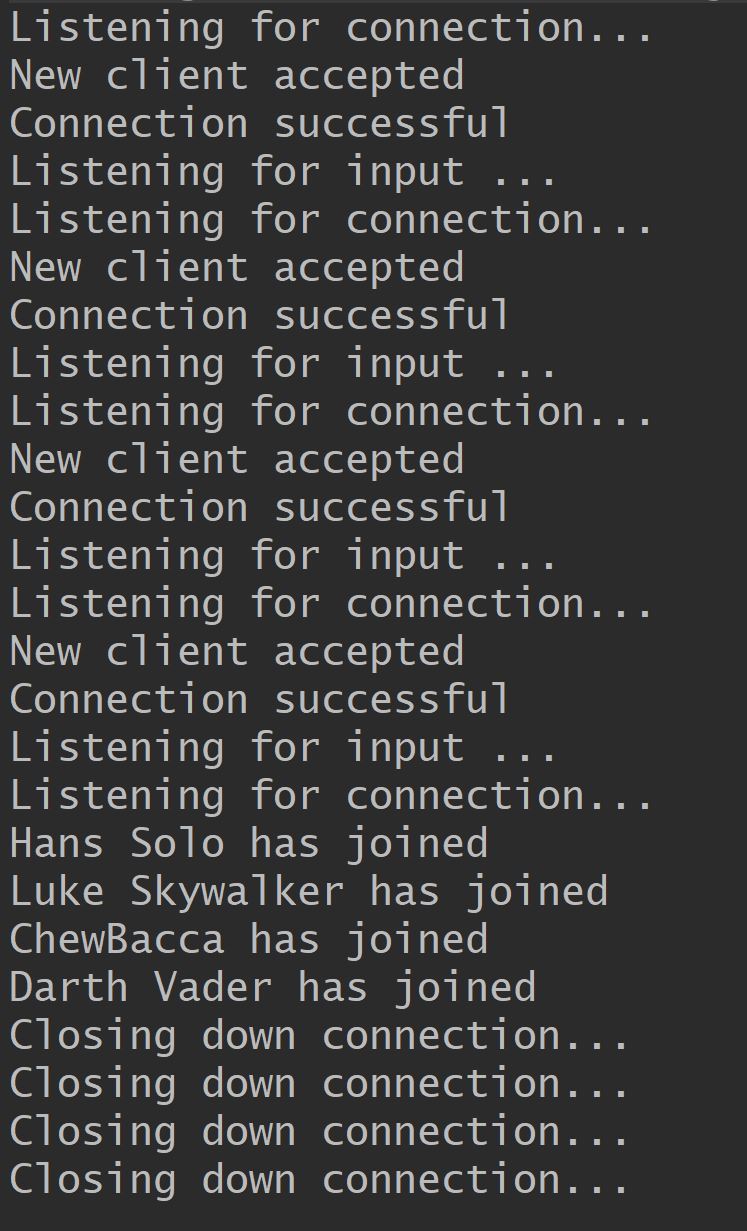 Listening for connection...
New client accepted
Connection successful
Listening for input ...
Listening for connection...
New client accepted
Connection successful
Listening for input ...
Listening for connection...
New client accepted
Connection successful
Listening for input ...
Listening for connection...
New client accepted
Connection successful
Listening for input ...
Listening for connection...
Hans Solo has joined
Luke Skywalker has joined
ChewBacca has joined
Darth Vader has joined
Closing down connection...
Closing down connection...
Closing down connection...
Closing down connection...